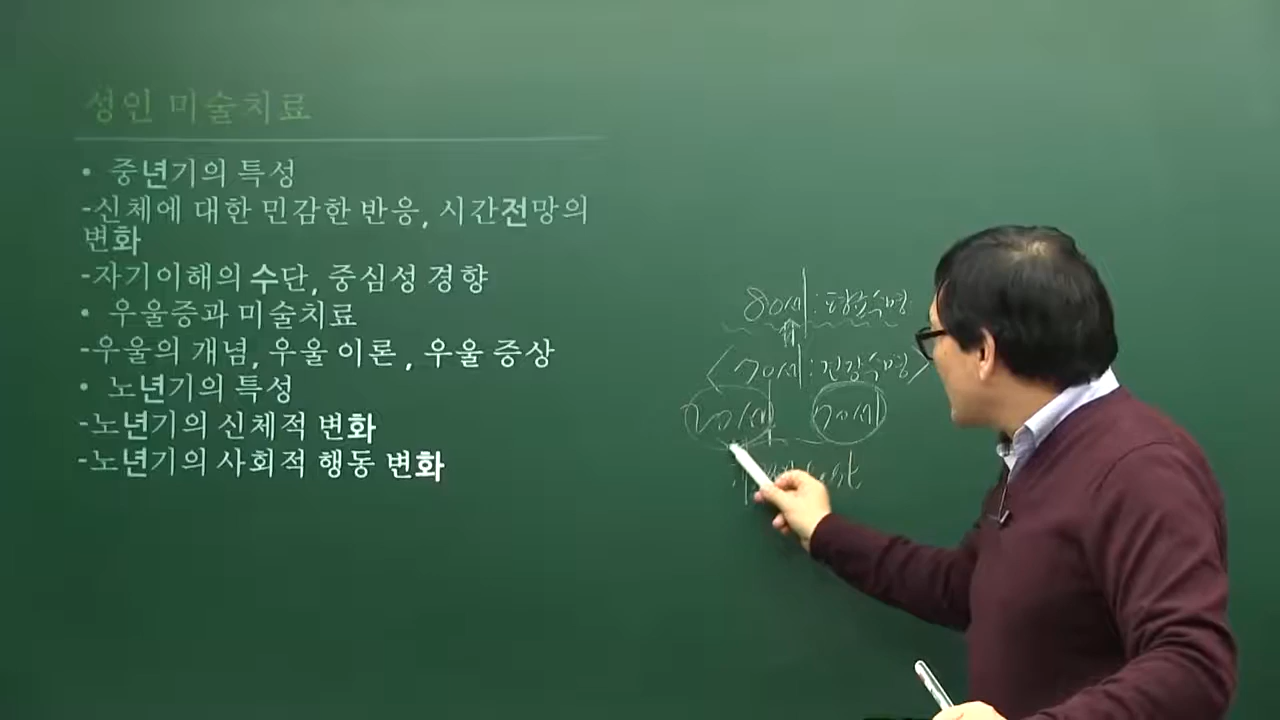 성인 미술치료
• 중년기의 특성
-신체에 대한 민감한 반응, 시간전망의
변화
-자기이해의 수단, 중심성 경향
• 우울증과 미술치료
-우울의 개념, 우울 이론 , 우울 증상
• 노년기의 특성
-노년기의 신체적 변화
-노년기의 사회적 행동 변화
80세 : 평균수명
<70세 : 건강수명>
20세 70세